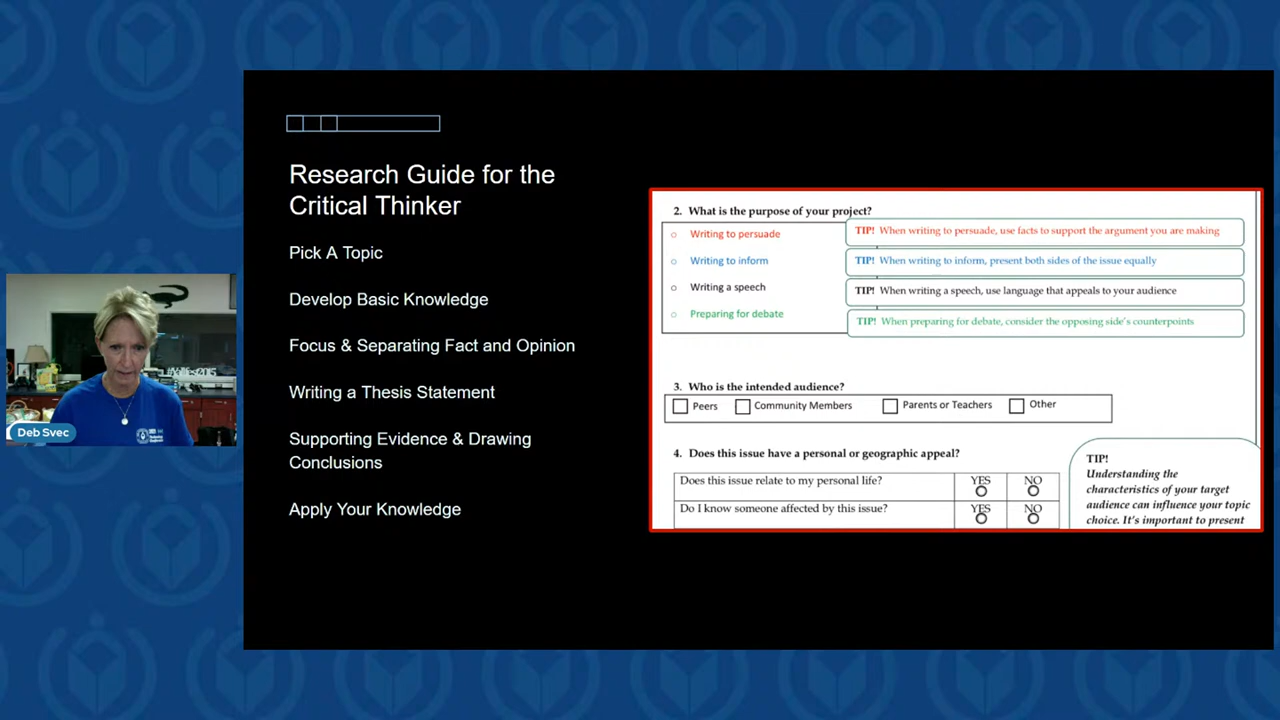 Research Guide for the
Critical Thinker
Pick A Topic
Develop Basic Knowledge
Focus & Separating Fact and Opinion
Writing a Thesis Statement
Supporting Evidence & Drawing
Conclusions
Apply Your Knowledge
Deb Svec
2. What is the purpose of your project?
Writing to persuade
TIP! When writing to persuade, use facts to support the argument you are making
Writing to inform
TIP! When writing to inform, present both sides of the issue equally
Writing a speech
TIP! When writing a speech, use language that appeals to your audience
Preparing for debate
TIP! When preparing for debate, consider the opposing side's counterpoints
3. Who is the intended audience?
Peers Community Members Parents or Teachers Other
4. Does this issue have a personal or geographic appeal?
Does this issue relate to my personal life? YES NO
Do I know someone affected by this issue? YES NO
TIP!
Understanding the
characteristics of your target
audience can influence your topic
choice. It's important to present